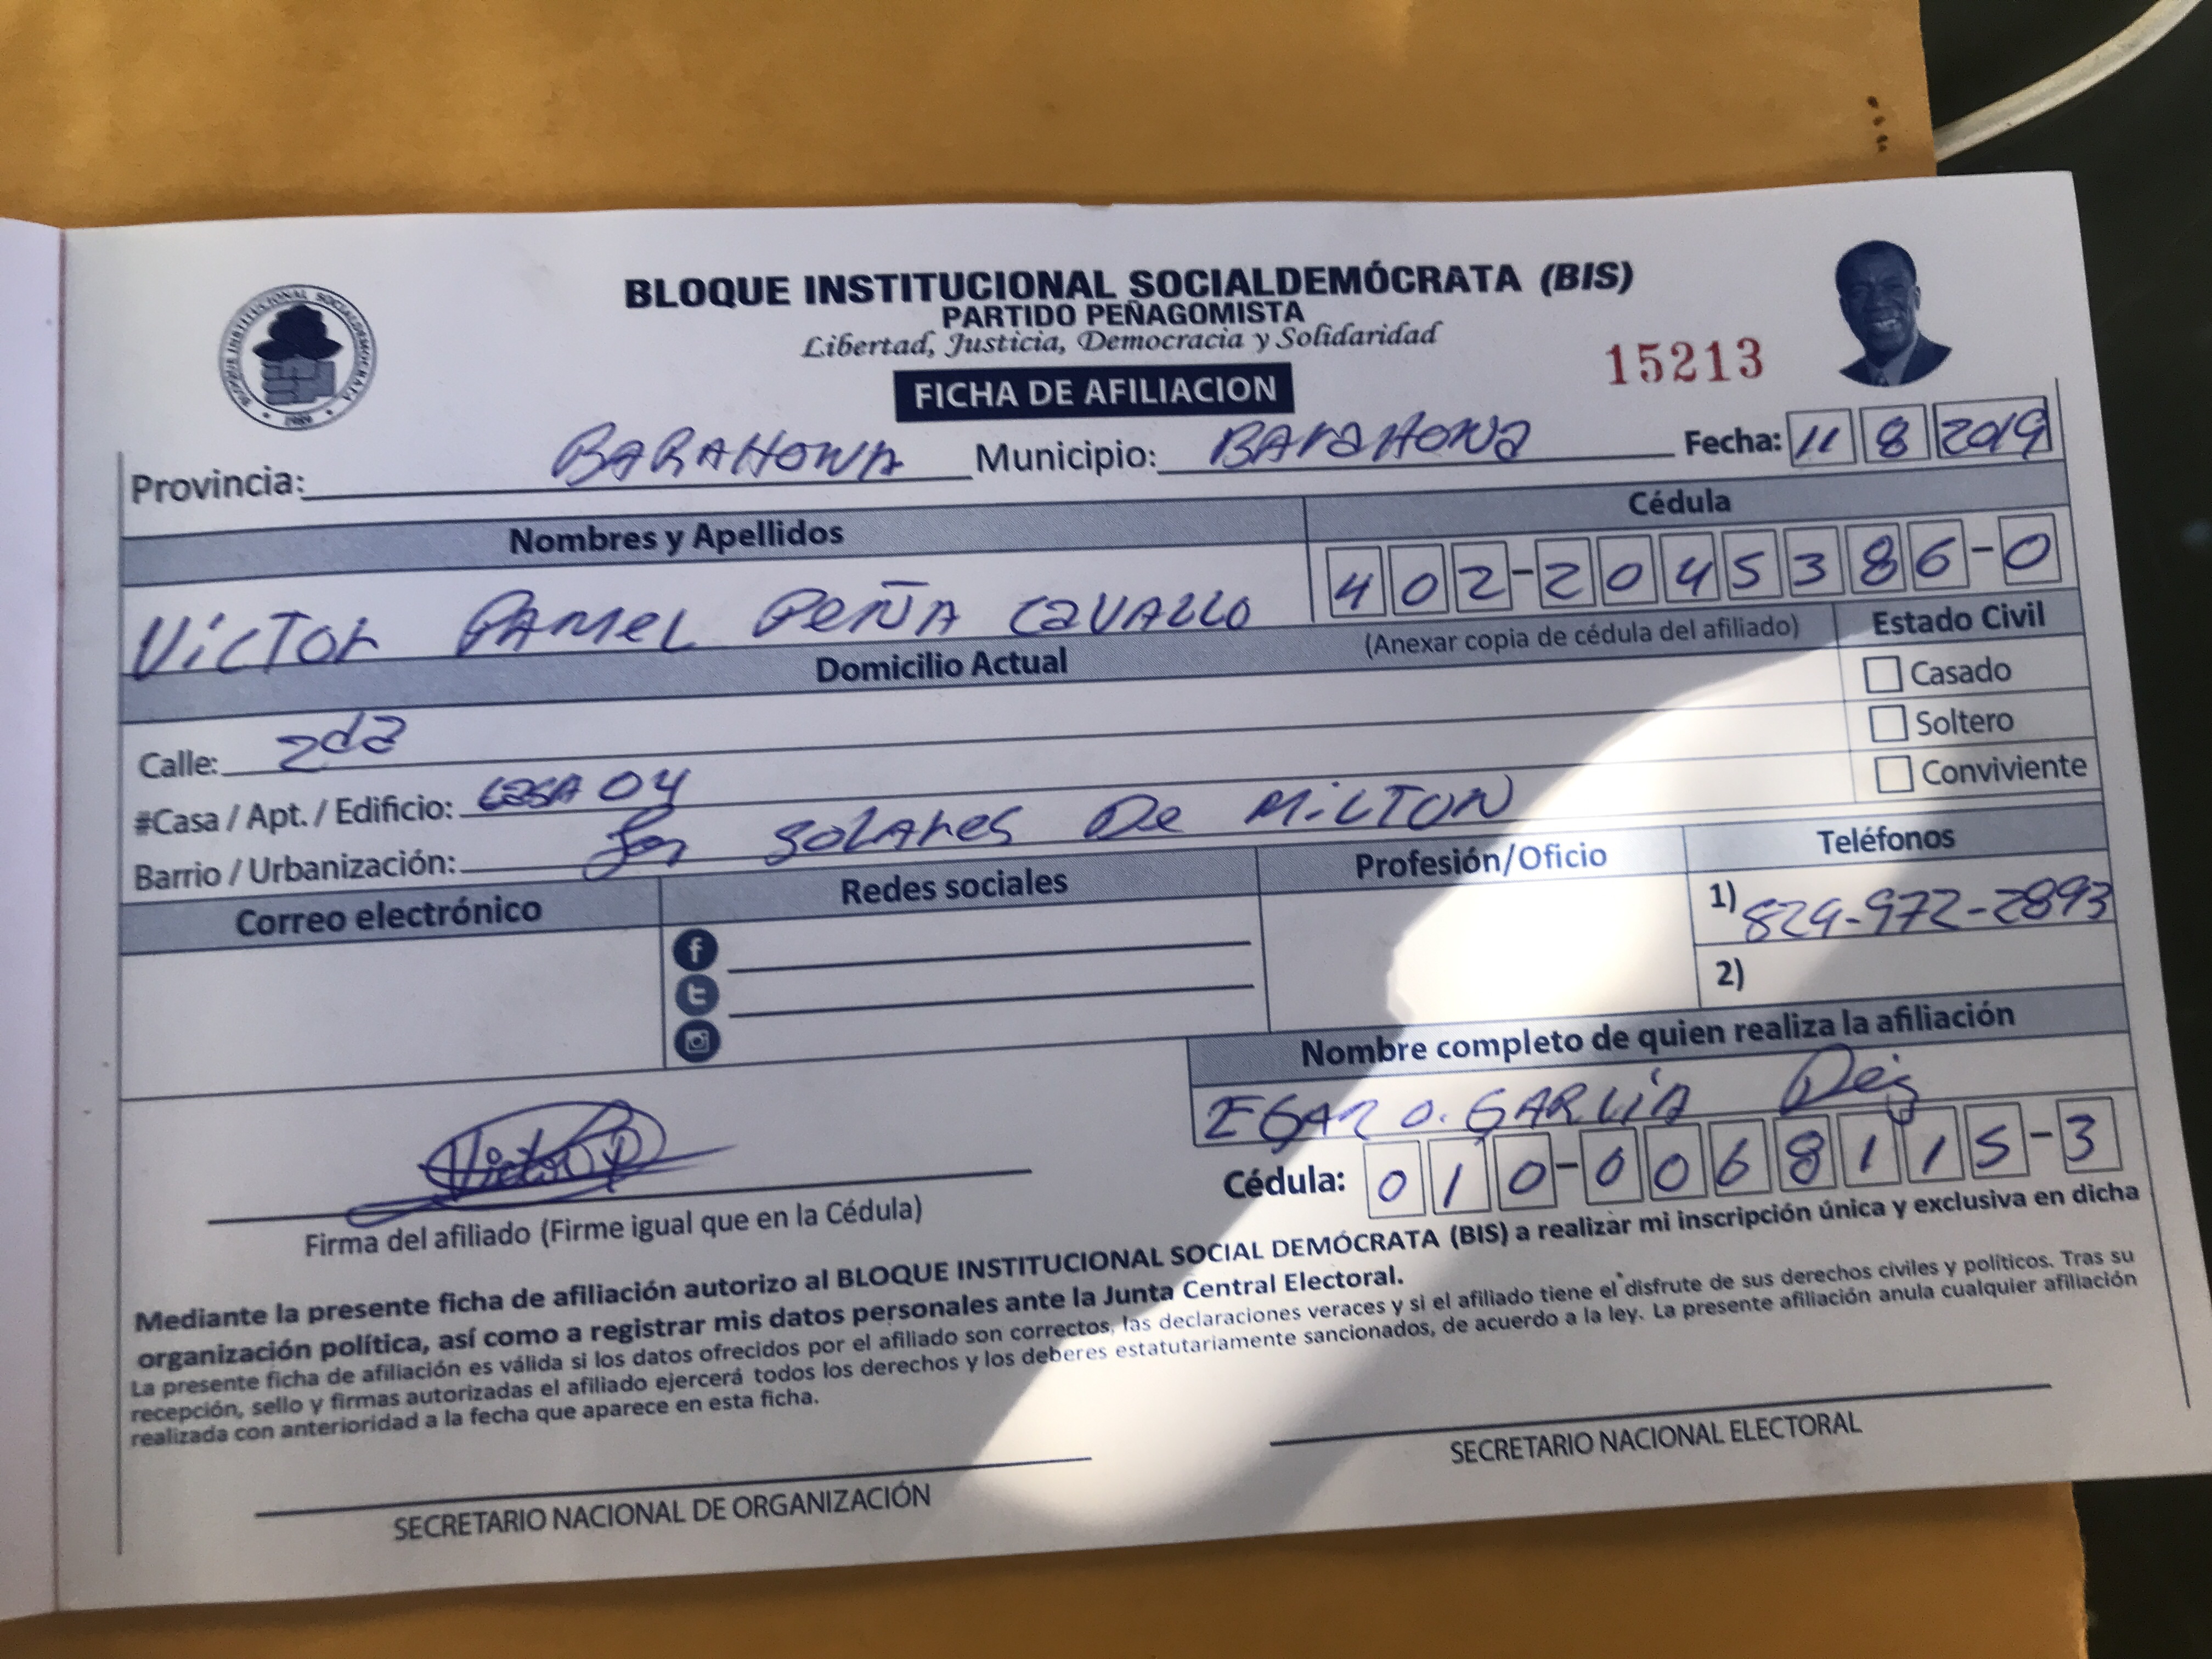 BLOQUE INSTITUCIONAL SOCIALDEMOCRATA
1989
BLOQUE INSTITUCIONAL SOCIALDEMÓCRATA (BIS)
PARTIDO PEÑAGOMISTA
Libertad, Justicia, Democracia y Solidaridad
15213
FICHA DE AFILIACION
Provincia: BARAHONA Municipio: BARAHONA Fecha: 11 8 2019
Nombres y Apellidos Cédula
VICTOR PAMEL PEÑA 402-2045386-0
(Anexar copia de cédula del afiliado) Estado Civil
Domicilio Actual
Casado
Calle: 2da
Soltero
#Casa / Apt. / Edificio: CASA 04
Conviviente
Barrio / Urbanización: SOLARES De MILTON
Correo electrónico Redes sociales Profesión/Oficio Teléfonos
1) 829-972-2893
2)
Nombre completo de quien realiza la afiliación
O. GARCÍA
Cédula: 010-0068115-3
Firma del afiliado (Firme igual que en la Cédula)
Mediante la presente ficha de afiliación autorizo al BLOQUE INSTITUCIONAL SOCIAL DEMÓCRATA (BIS) a realizar mi inscripción única y exclusiva en dicha
organización política, así como a registrar mis datos personales ante la Junta Central Electoral.
La presente ficha de afiliación es válida si los datos ofrecidos por el afiliado son correctos, las declaraciones veraces y si el afiliado tiene el disfrute de sus derechos civiles y políticos. Tras su
recepción, sello y firmas autorizadas el afiliado ejercerá todos los derechos y los deberes estatutariamente sancionados, de acuerdo a la ley. La presente afiliación anula cualquier afiliación
realizada con anterioridad a la fecha que aparece en esta ficha.
SECRETARIO NACIONAL DE ORGANIZACIÓN SECRETARIO NACIONAL ELECTORAL